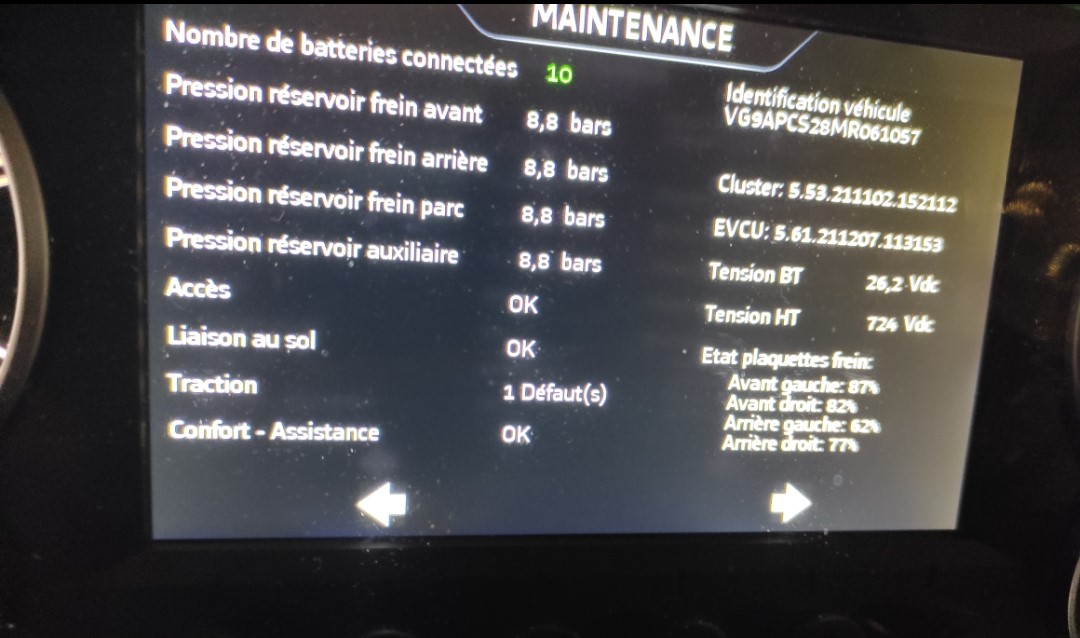 MAINTENANCE
Nombre de batteries connectées 10
Pression réservoir frein avant 8,8 bars
Pression réservoir frein arrière 8,8 bars
Pression réservoir frein parc 8,8 bars
Pression réservoir auxiliaire 8,8 bars
Accès OK
Liaison au sol OK
Traction 1 Défaut(s)
Confort - Assistance OK
Identification véhicule
VG9APCS28MR061057
Cluster: 5.53.211102.152112
EVCU: 5.61.211207.113153
Tension BT 26,2 Vdc
Tension HT 724 Vdc
Etat plaquettes frein:
Avant gauche: 87%
Avant droit: 82%
Arrière gauche: 62%
Arrière droit: 77%